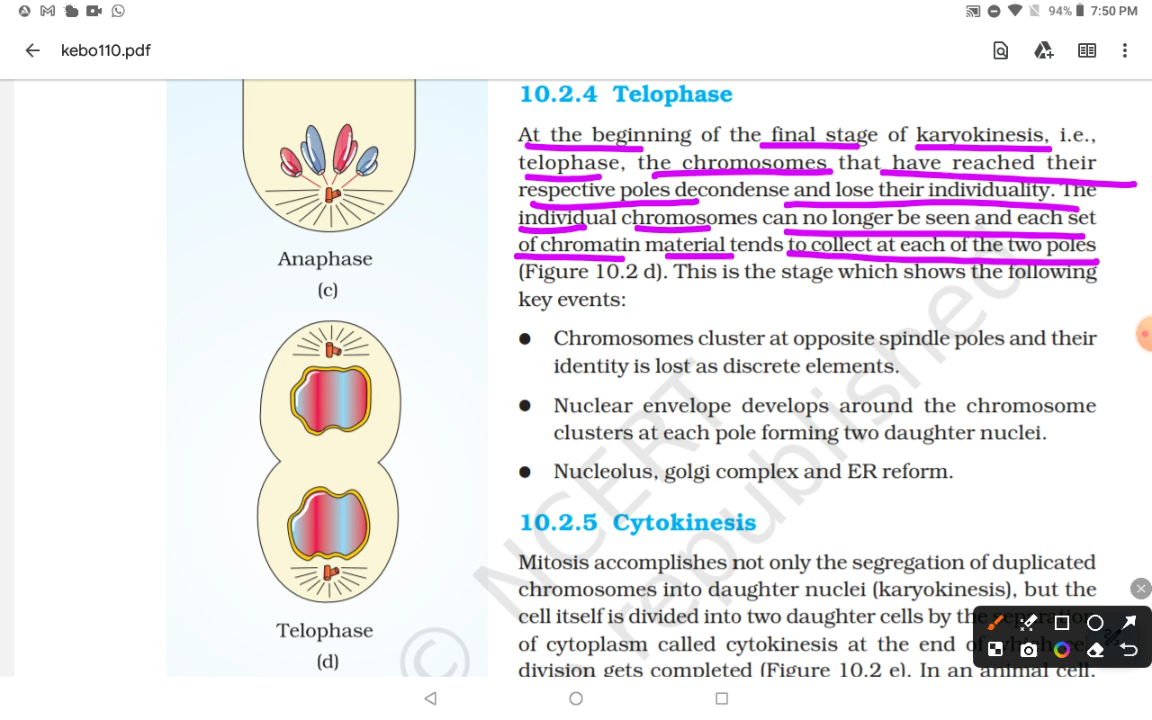 94% 7:50 PM
kebo110.pdf
Anaphase
(c)
Telophase
(d)
10.2.4 Telophase
At the beginning of the final stage of karyokinesis, i.e.,
telophase, the chromosomes that have reached their
respective poles decondense and lose their individuality. The
individual chromosomes can no longer be seen and each set
of chromatin material tends to collect at each of the two poles
(Figure 10.2 d). This is the stage which shows the following
key events:
● Chromosomes cluster at opposite spindle poles and their
identity is lost as discrete elements.
● Nuclear envelope develops around the chromosome
clusters at each pole forming two daughter nuclei.
● Nucleolus, golgi complex and ER reform.
10.2.5 Cytokinesis
Mitosis accomplishes not only the segregation of duplicated
chromosomes into daughter nuclei (karyokinesis), but the
cell itself is divided into two daughter cells by the separation
of cytoplasm called cytokinesis at the end of which cell
division gets completed (Figure 10.2 e). In an animal cell,
© NCERT
republished